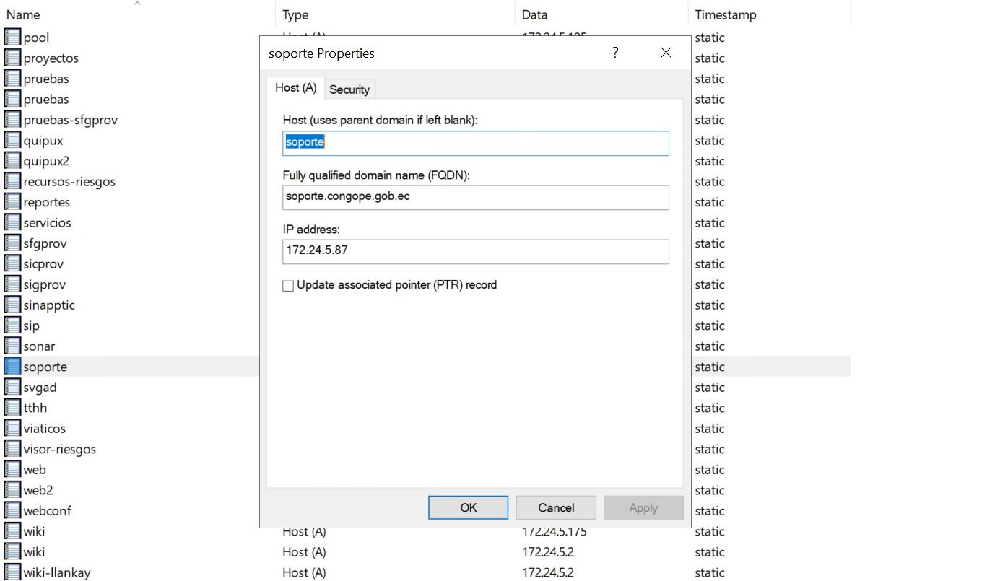 Name Type Data Timestamp
pool static
proyectos static
pruebas static
pruebas static
pruebas-sfgprov static
quipux static
quipux2 static
recursos-riesgos static
reportes static
servicios static
sfgprov static
sicprov static
sigprov static
sinapptic static
sip static
sonar static
soporte static
svgad static
tthh static
viaticos static
visor-riesgos static
web static
web2 static
webconf static
wiki Host (A) 172.24.5.175 static
wiki Host (A) 172.24.5.2 static
wiki-llankay Host (A) 172.24.5.2 static
soporte Properties ?
Host (A) Security
Host (uses parent domain if left blank):
soporte
Fully qualified domain name (FQDN):
soporte.congope.gob.ec
IP address:
172.24.5.87
Update associated pointer (PTR) record
OK Cancel Apply